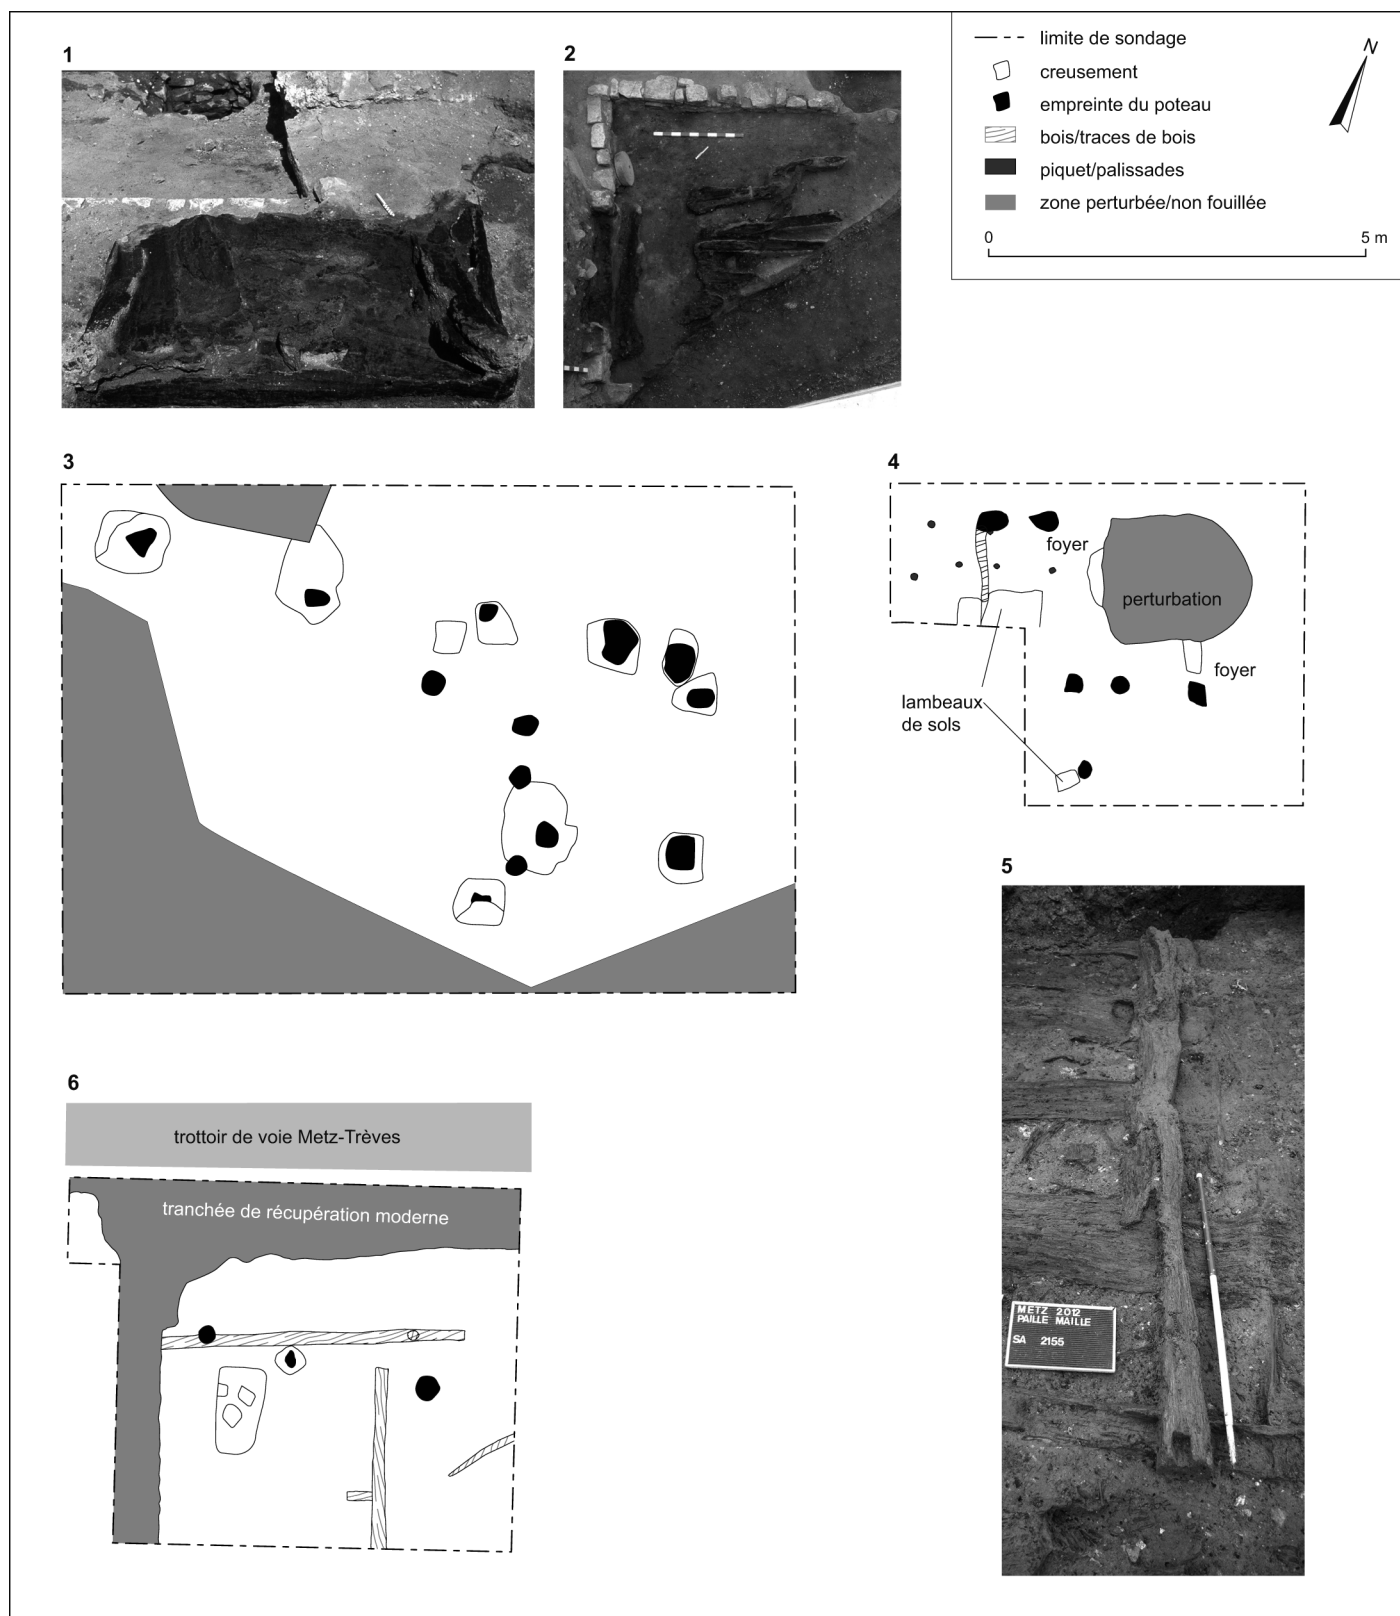 1
2
limite de sondage
creusement
empreinte du poteau
bois/traces de bois
piquet/palissades
zone perturbée/non fouillée
0 5 m
N
3
4
foyer
perturbation
foyer
lambeaux
de sols
5
METZ 2012
PAILLE MAILLE
SA 2155
6
trottoir de voie Metz-Trèves
tranchée de récupération moderne